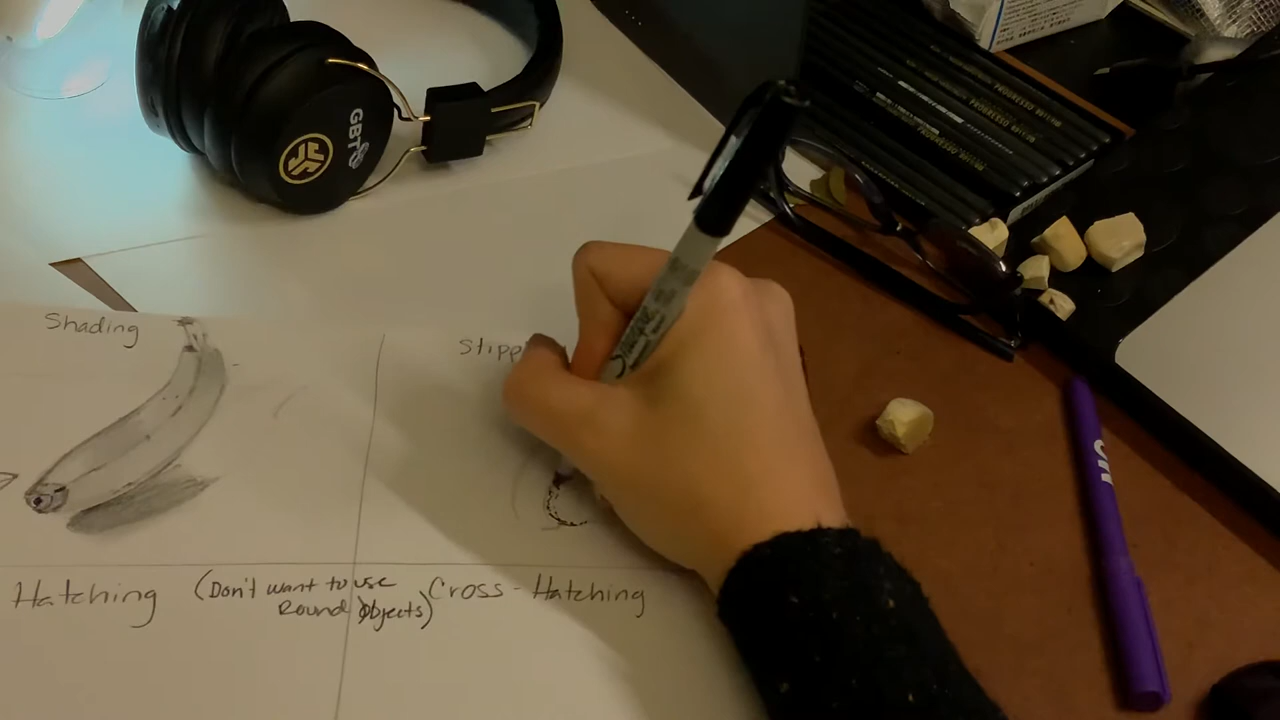 GBT
Shading
Stipp
Hatching
(Don't want to use
Round Objects)
Cross-Hatching